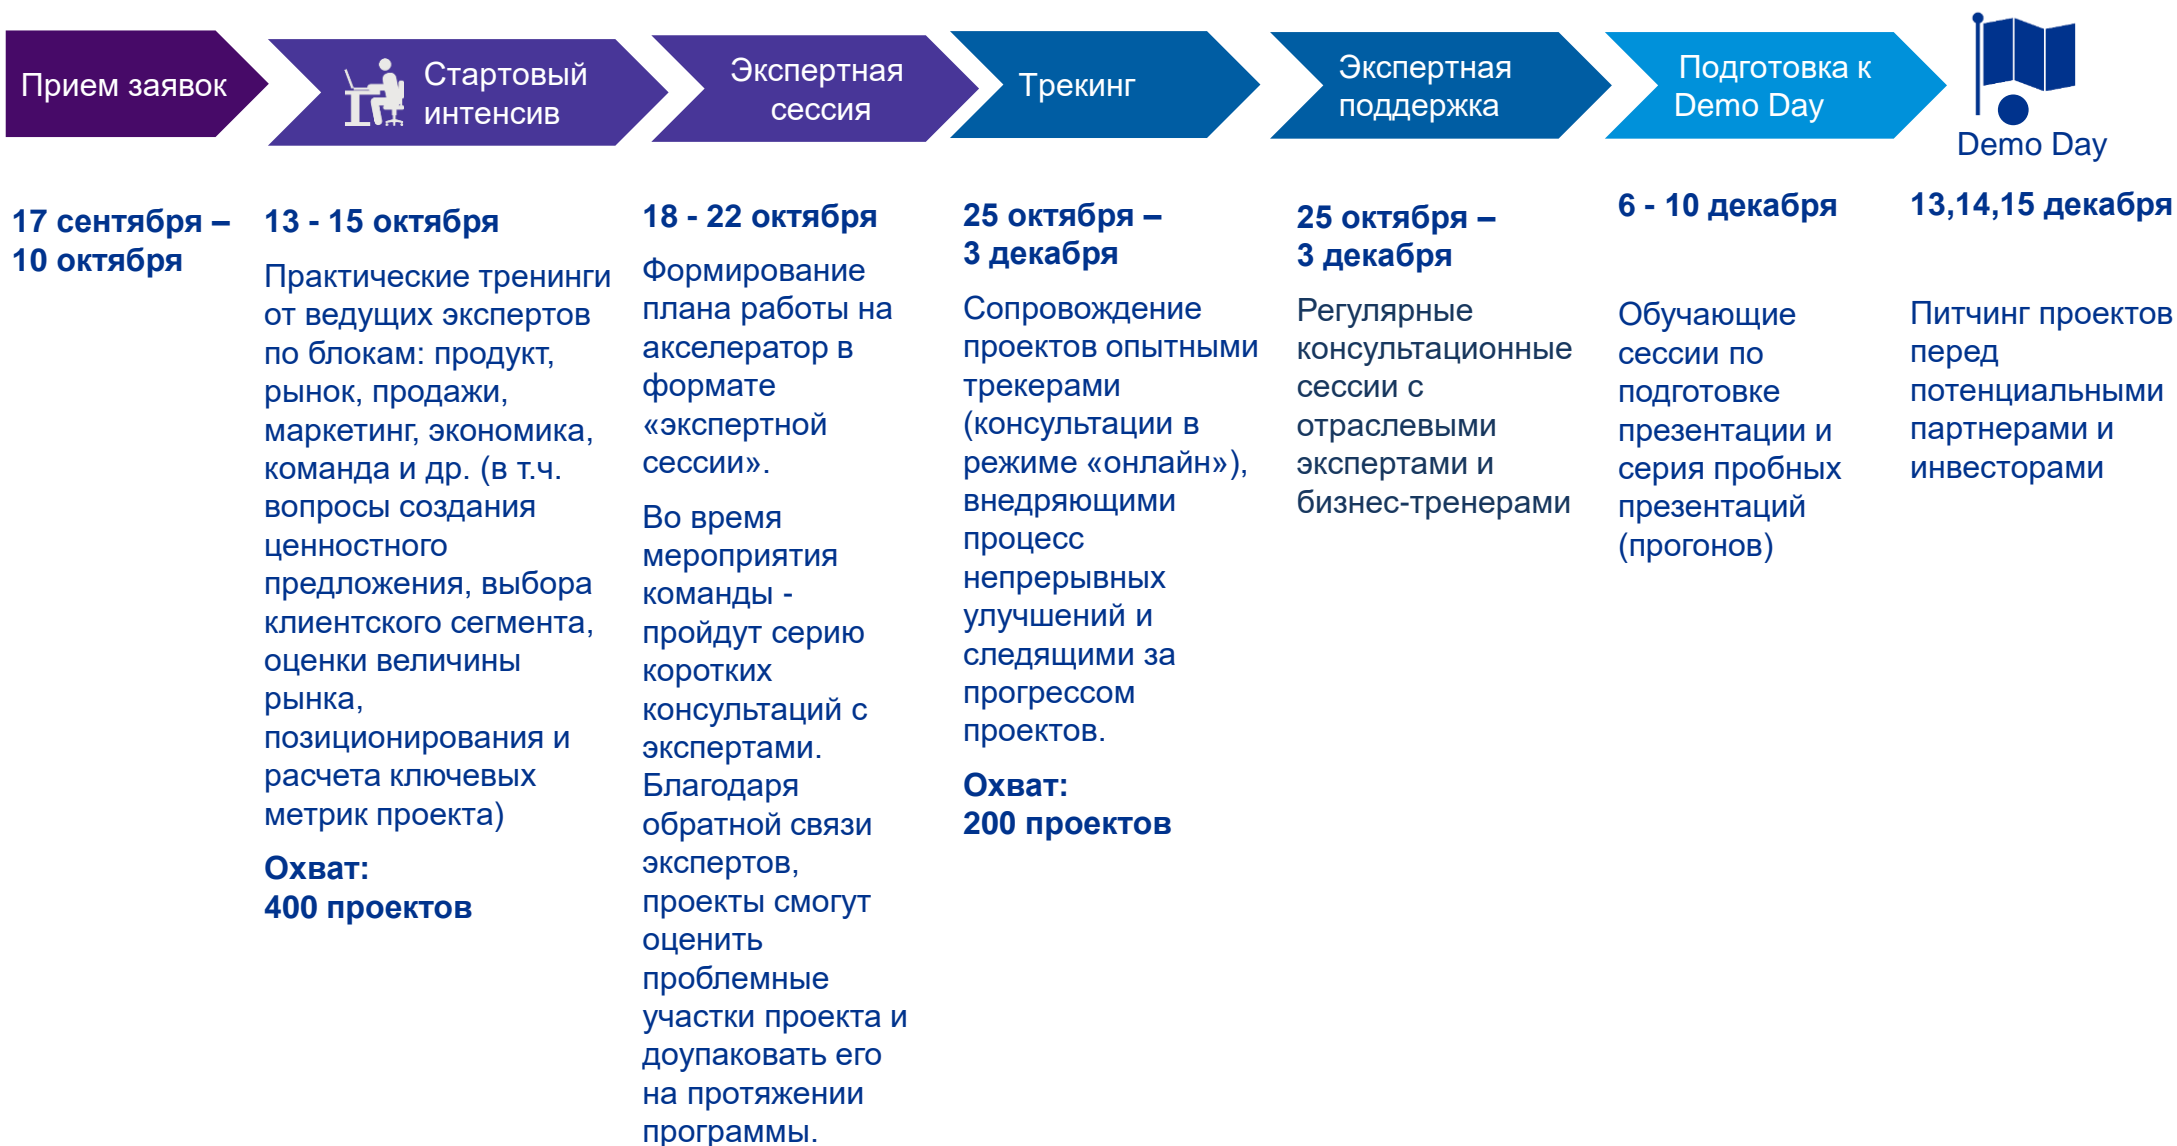 Прием заявок
Стартовый
интенсив
Экспертная
сессия
Трекинг
Экспертная
поддержка
Подготовка к
Demo Day
Demo Day
17 сентября –
10 октября
13 - 15 октября
Практические тренинги
от ведущих экспертов
по блокам: продукт,
рынок, продажи,
маркетинг, экономика,
команда и др. (в т.ч.
вопросы создания
ценностного
предложения, выбора
клиентского сегмента,
оценки величины
рынка,
позиционирования и
расчета ключевых
метрик проекта)
Охват:
400 проектов
18 - 22 октября
Формирование
плана работы на
акселератор в
формате
«экспертной
сессии».
Во время
мероприятия
команды -
пройдут серию
коротких
консультаций с
экспертами.
Благодаря
обратной связи
экспертов,
проекты смогут
оценить
проблемные
участки проекта и
доупаковать его
на протяжении
программы.
25 октября –
3 декабря
Сопровождение
проектов опытными
трекерами
(консультации в
режиме «онлайн»),
внедряющими
процесс
непрерывных
улучшений и
следящими за
прогрессом
проектов.
Охват:
200 проектов
25 октября –
3 декабря
Регулярные
консультационные
сессии с
отраслевыми
экспертами и
бизнес-тренерами
6 - 10 декабря
Обучающие
сессии по
подготовке
презентации и
серия пробных
презентаций
(прогонов)
13,14,15 декабря
Питчинг проектов
перед
потенциальными
партнерами и
инвесторами